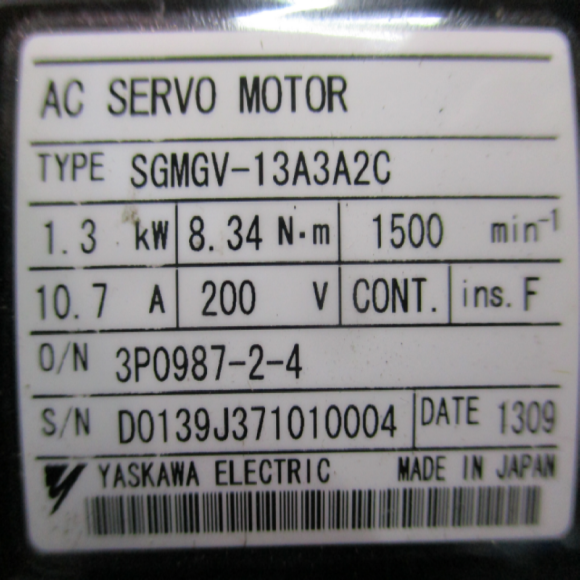 AC SERVO MOTOR
TYPE SGMGV-13A3A2C
1.3 kW 8.34 N·m 1500 min⁻¹
10.7 A 200 V CONT. ins. F
O/N 3P0987-2-4
S/N D0139J371010004 DATE 1309
YASKAWA ELECTRIC MADE IN JAPAN